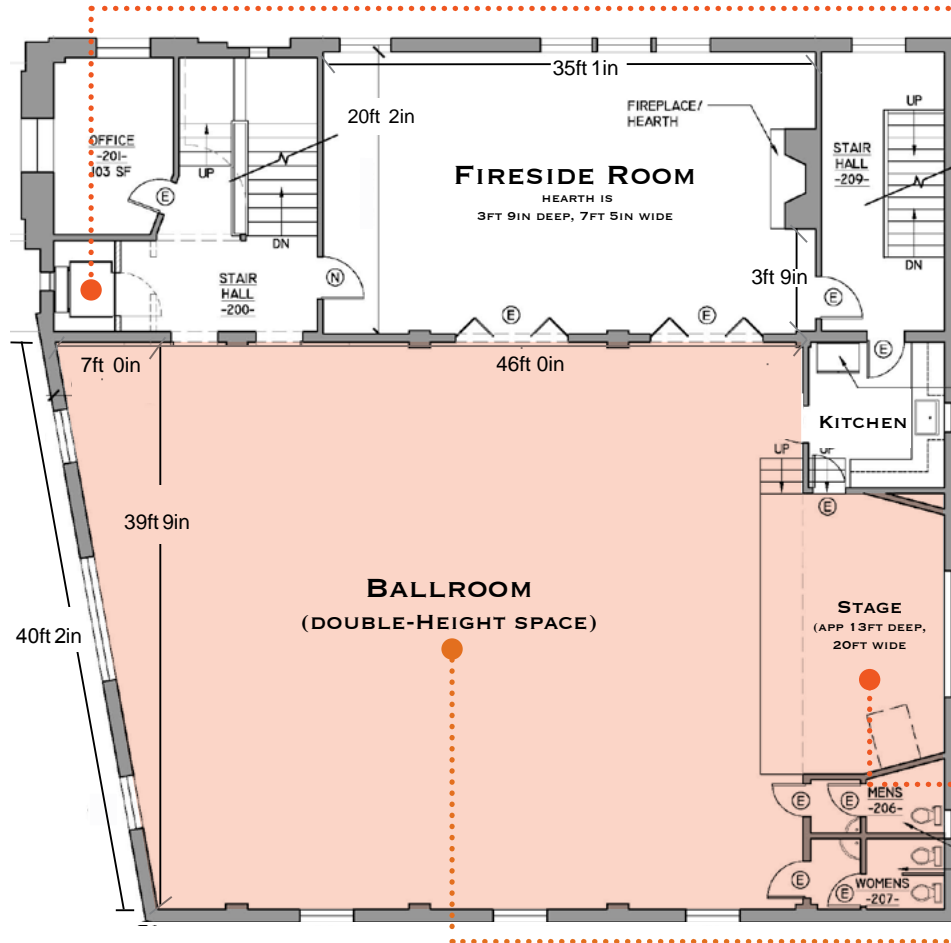 35ft 1in
20ft 2in
FIREPLACE/
HEARTH
UP
OFFICE
-201-
103 SF
UP
STAIR
HALL
-209-
FIRESIDE ROOM
HEARTH IS
3FT 9IN DEEP, 7FT 5IN WIDE
E
DN
DN
STAIR
HALL
-200-
N
3ft 9in
E
E
E
E
7ft 0in
46ft 0in
KITCHEN
UP
UP
E
39ft 9in
BALLROOM
(DOUBLE-HEIGHT SPACE)
STAGE
(APP 13FT DEEP,
20FT WIDE
40ft 2in
E
E
MENS
-206-
E
E
WOMENS
-207-